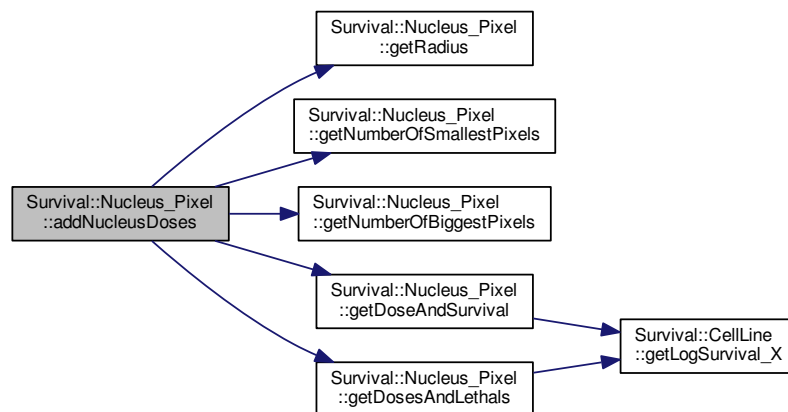 Survival::Nucleus_Pixel
::addNucleusDoses
Survival::Nucleus_Pixel
::getRadius
Survival::Nucleus_Pixel
::getNumberOfSmallestPixels
Survival::Nucleus_Pixel
::getNumberOfBiggestPixels
Survival::Nucleus_Pixel
::getDoseAndSurvival
Survival::Nucleus_Pixel
::getDosesAndLethals
Survival::CellLine
::getLogSurvival_X